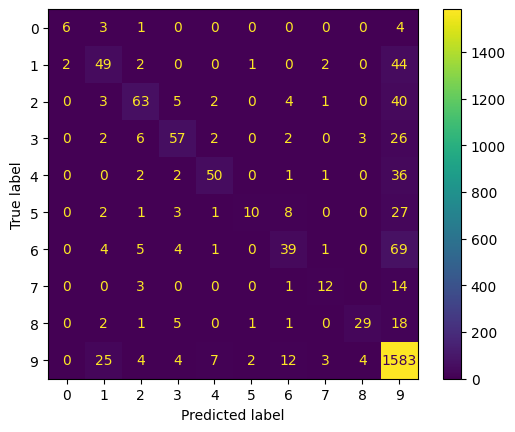 0 6 3 1 0 0 0 0 0 0 4
1 2 49 2 0 0 1 0 2 0 44
2 0 3 63 5 2 0 4 1 0 40
3 0 2 6 57 2 0 2 0 3 26
4 0 0 2 2 50 0 1 1 0 36
5 0 2 1 3 1 10 8 0 0 27
6 0 4 5 4 1 0 39 1 0 69
7 0 0 3 0 0 0 1 12 0 14
8 0 2 1 5 0 1 1 0 29 18
9 0 25 4 4 7 2 12 3 4 1583
0 1 2 3 4 5 6 7 8 9
Predicted label
True label
1400
1200
1000
800
600
400
200
0